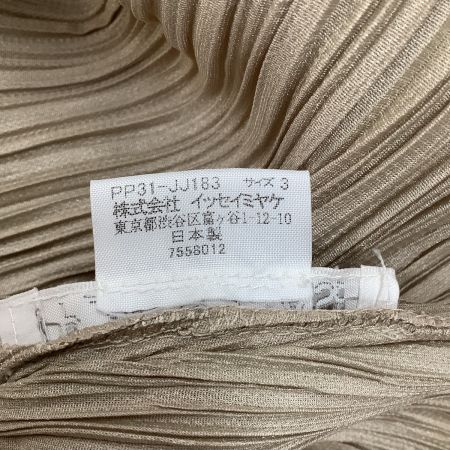 PP31-JJ183 サイズ 3
株式会社 イッセイミヤケ
東京都渋谷区富ヶ谷1-12-10
日本製
7558012